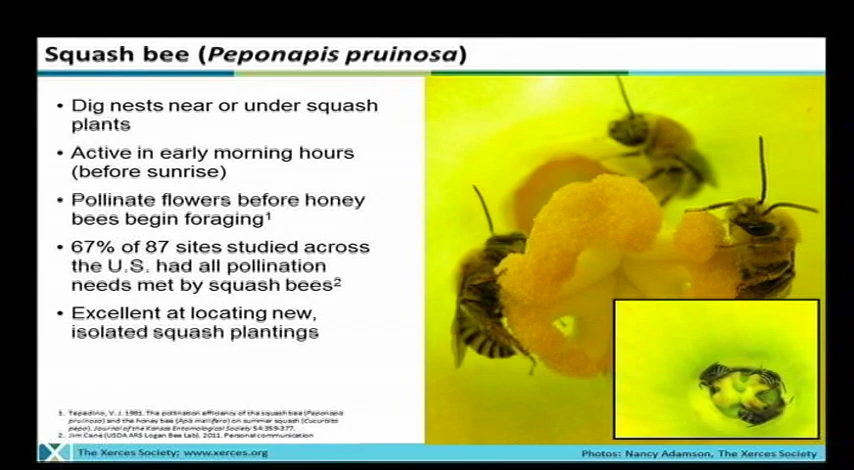 Squash bee (Peponapis pruinosa)
• Dig nests near or under squash
plants
• Active in early morning hours
(before sunrise)
• Pollinate flowers before honey
bees begin foraging¹
• 67% of 87 sites studied across
the U.S. had all pollination
needs met by squash bees²
• Excellent at locating new,
isolated squash plantings
1. Tepedino, V. J. 1981. The pollination efficiency of the squash bee (Peponapis
pruinosa) and the honey bee (Apis mellifera) on summer squash (Cucurbita
pepo). Journal of the Kansas Entomological Society 54:359-377.
2. Jim Cane (USDA ARS Logan Bee Lab). 2011. Personal communication
The Xerces Society; www.xerces.org
Photos: Nancy Adamson, The Xerces Society